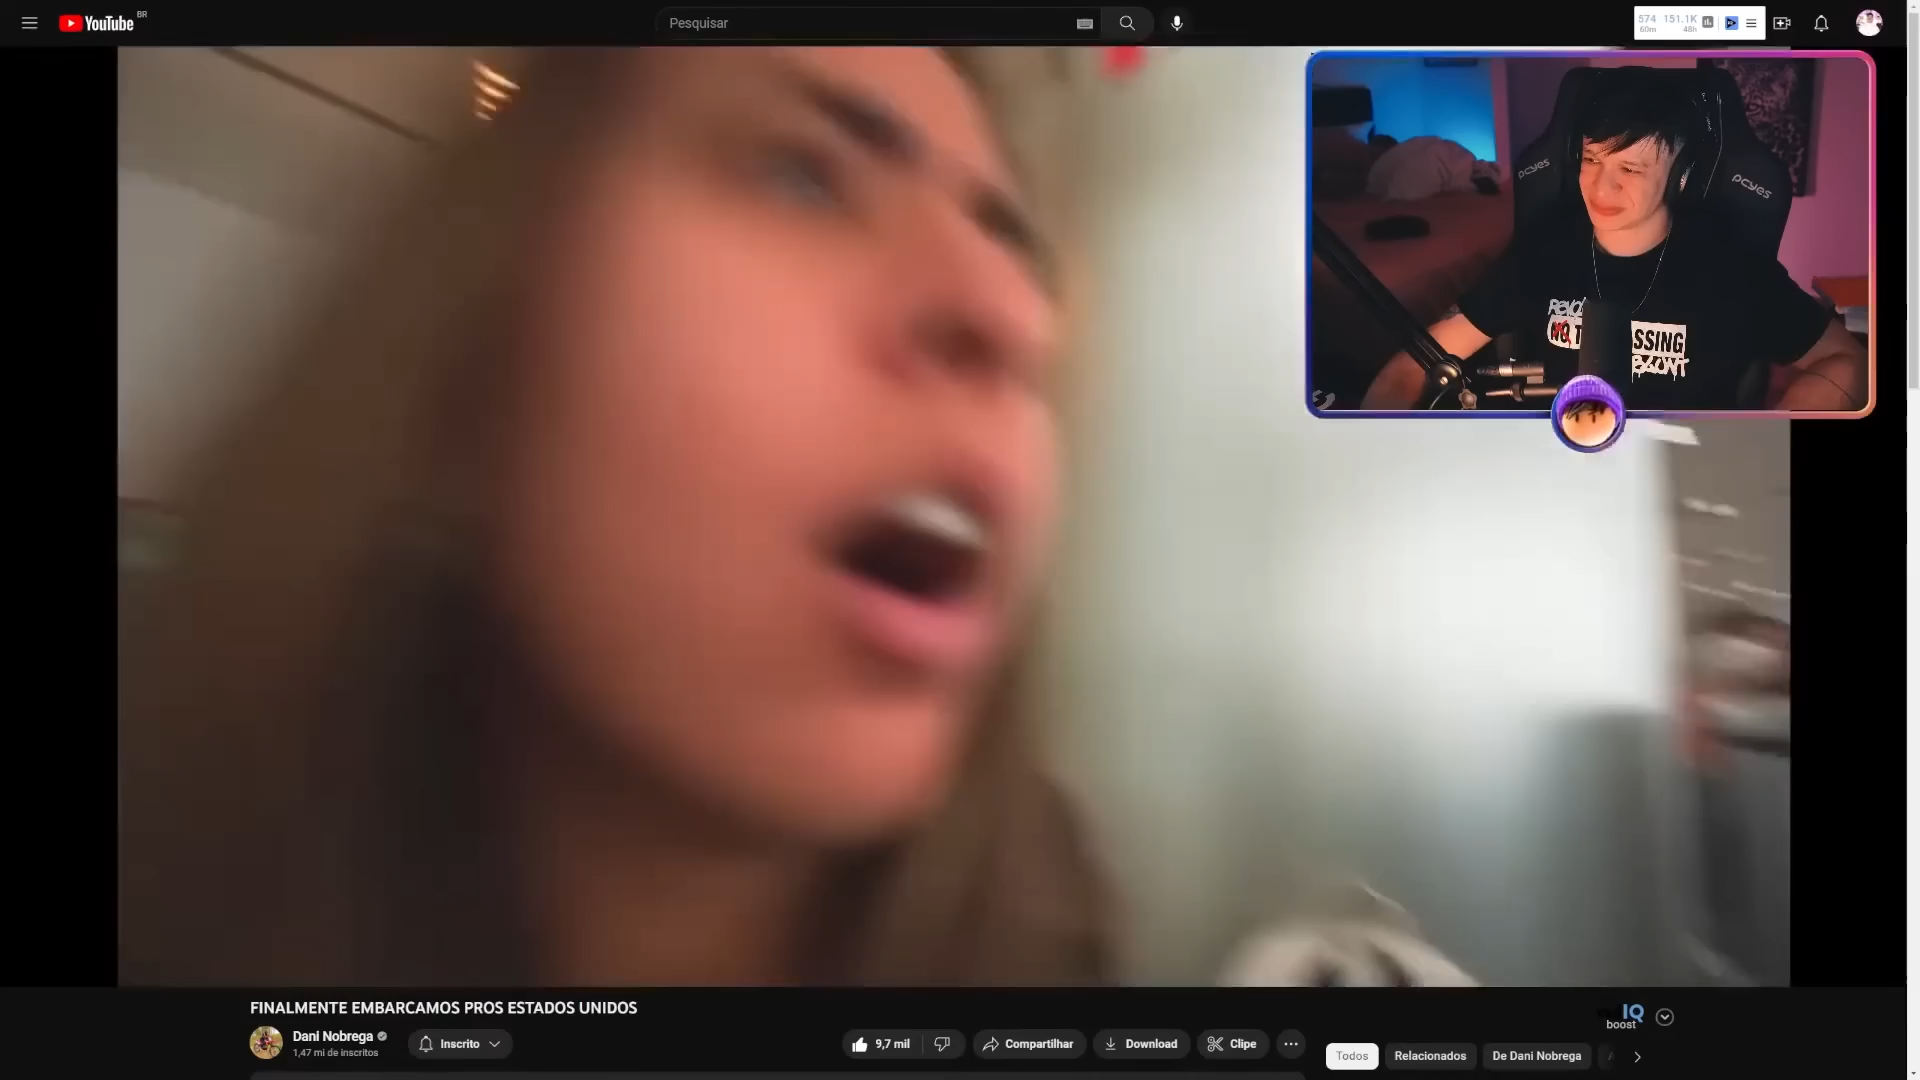 YouTube BR
Pesquisar
574 151.1K
60m 48h
pcyes pcyes
SSING
FINALMENTE EMBARCAMOS PROS ESTADOS UNIDOS
IQ
boost
Dani Nobrega
1,47 mi de inscritos
Inscrito
9,7 mil
Compartilhar
Download
Clipe
Todos
Relacionados
De Dani Nobrega